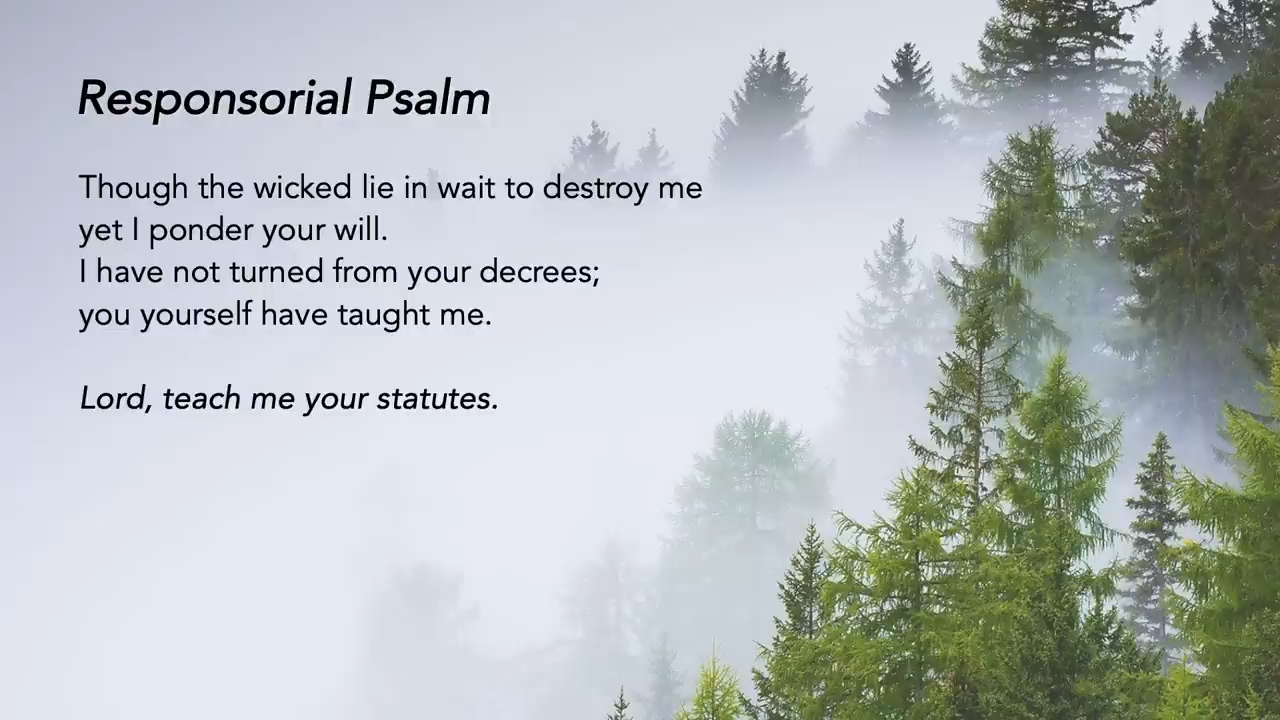 Responsorial Psalm
Though the wicked lie in wait to destroy me
yet I ponder your will.
I have not turned from your decrees;
you yourself have taught me.
Lord, teach me your statutes.